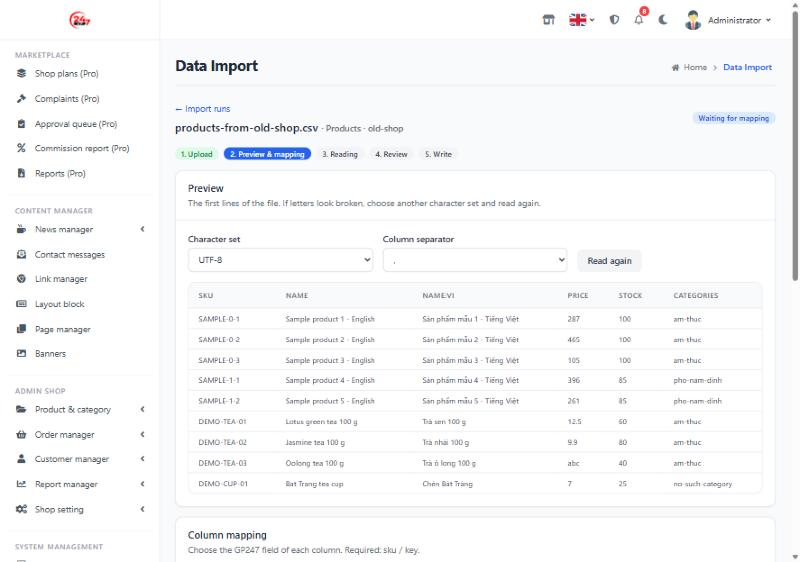 24/7
8
Administrator
MARKETPLACE
Shop plans (Pro)
Complaints (Pro)
Approval queue (Pro)
Commission report (Pro)
Reports (Pro)
CONTENT MANAGER
News manager
Contact messages
Link manager
Layout block
Page manager
Banners
ADMIN SHOP
Product & category
Order manager
Customer manager
Report manager
Shop setting
SYSTEM MANAGEMENT
Data Import
Home > Data Import
← Import runs
products-from-old-shop.csv · Products · old-shop
Waiting for mapping
1. Upload 2. Preview & mapping 3. Reading 4. Review 5. Write
Preview
The first lines of the file. If letters look broken, choose another character set and read again.
Character set Column separator
UTF-8 , Read again
SKU NAME NAME:VI PRICE STOCK CATEGORIES
SAMPLE-0-1 Sample product 1 - English Sản phẩm mẫu 1 - Tiếng Việt 287 100 am-thuc
SAMPLE-0-2 Sample product 2 - English Sản phẩm mẫu 2 - Tiếng Việt 465 100 am-thuc
SAMPLE-0-3 Sample product 3 - English Sản phẩm mẫu 3 - Tiếng Việt 105 100 am-thuc
SAMPLE-1-1 Sample product 4 - English Sản phẩm mẫu 4 - Tiếng Việt 396 85 pho-nam-dinh
SAMPLE-1-2 Sample product 5 - English Sản phẩm mẫu 5 - Tiếng Việt 261 85 pho-nam-dinh
DEMO-TEA-01 Lotus green tea 100 g Trà sen 100 g 12.5 60 am-thuc
DEMO-TEA-02 Jasmine tea 100 g Trà nhài 100 g 9.9 80 am-thuc
DEMO-TEA-03 Oolong tea 100 g Trà ô long 100 g abc 40 am-thuc
DEMO-CUP-01 Bat Trang tea cup Chén Bát Tràng 7 25 no-such-category
Column mapping
Choose the GP247 field of each column. Required: sku / key.